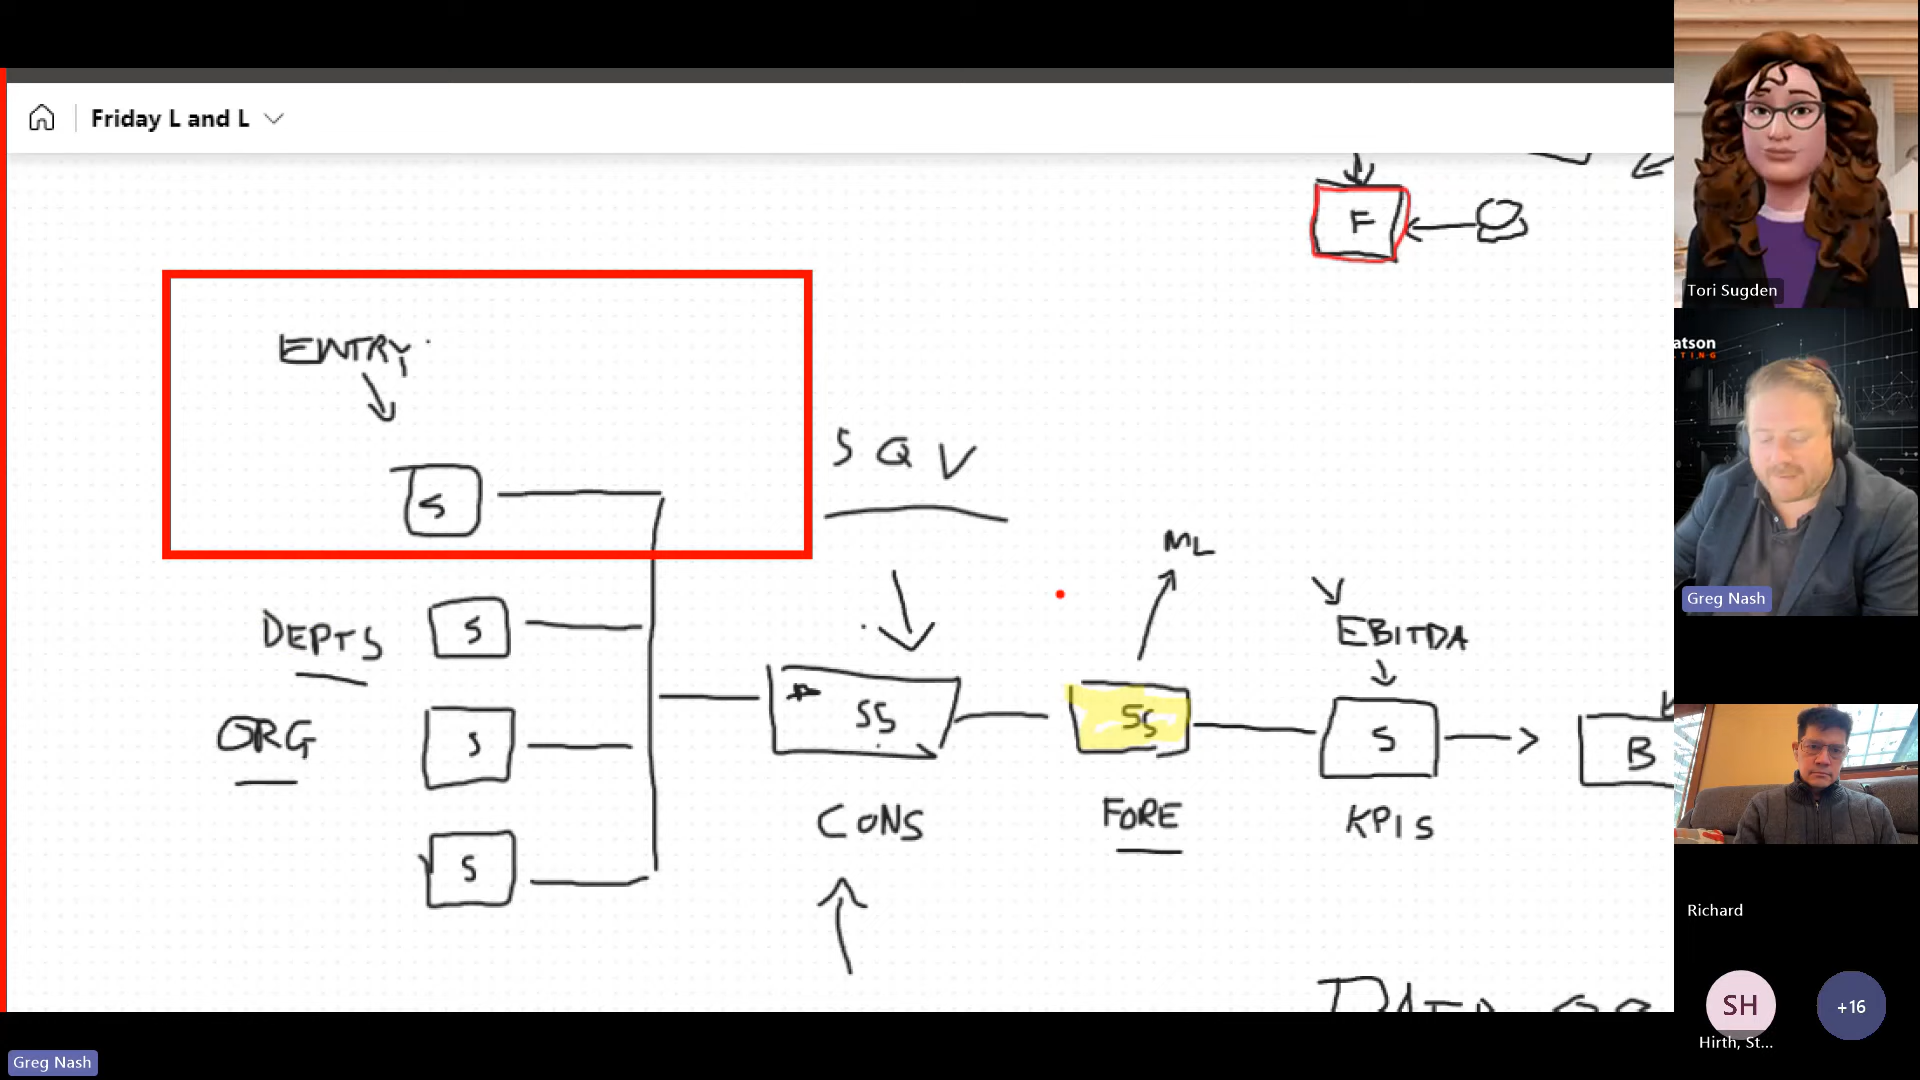 Friday L and L
F
ENTRY
S
S Q V
ML
DEPTS
S
EBITDA
ORG
S
SS
SS
S
B
CONS
FORE
KPIS
S
Tori Sugden
atson
TING
Greg Nash
Richard
SH
+16
Hirth, St...
Greg Nash